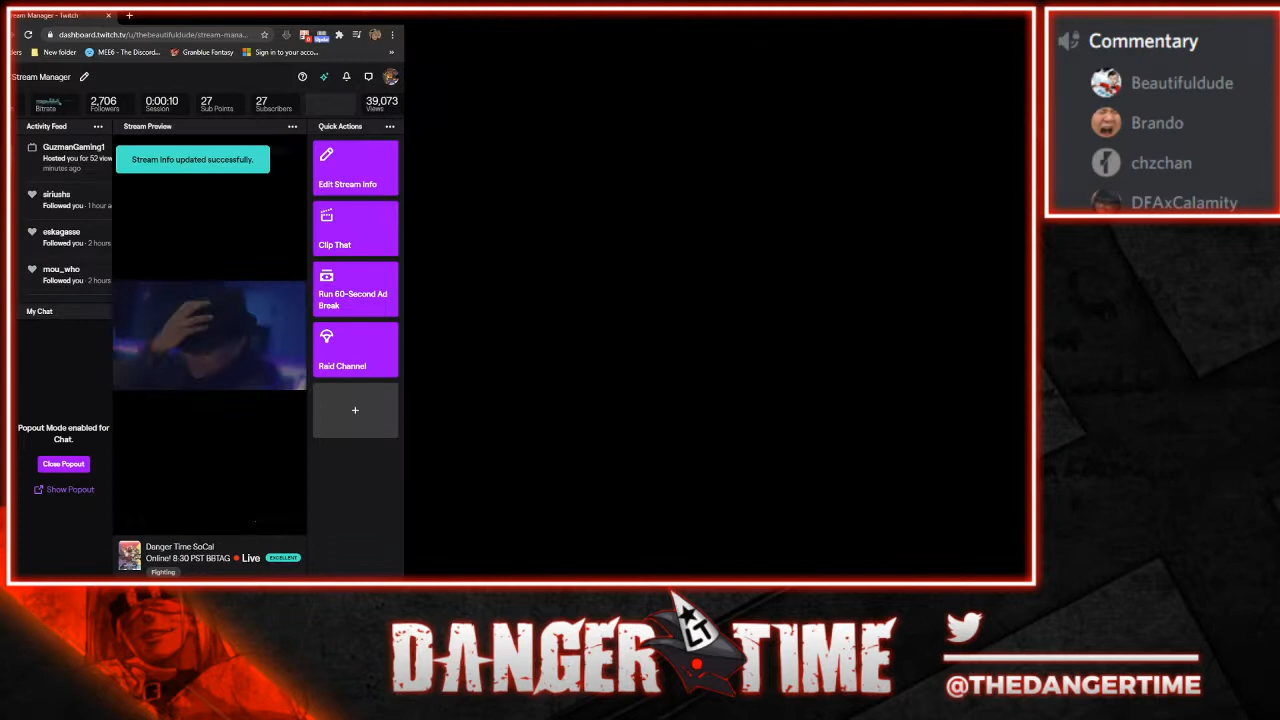 eam Manager - Twitch
dashboard.twitch.tv/u/thebeautifuldude/stream-mana...
ders
New folder
MEE6 - The Discord...
Granblue Fantasy
Sign in to your acco...
»
Stream Manager
Bitrate
2,706
Followers
0:00:10
Session
27
Sub Points
27
Subscribers
39,073
Views
Activity Feed
Stream Preview
Quick Actions
GuzmanGaming1
Hosted you for 52 view
minutes ago
siriushs
Followed you · 1 hour a
eskagasse
Followed you · 2 hours
mou_who
Followed you · 2 hours
My Chat
Popout Mode enabled for
Chat.
Close Popout
Show Popout
Stream Info updated successfully.
Danger Time SoCal
Online! 8:30 PST BBTAG
Live
EXCELLENT
Fighting
Edit Stream Info
Clip That
Run 60-Second Ad
Break
Raid Channel
+
Commentary
Beautifuldude
Brando
chzchan
DFAxCalamity
DANGER TIME
LT
@THEDANGERTIME